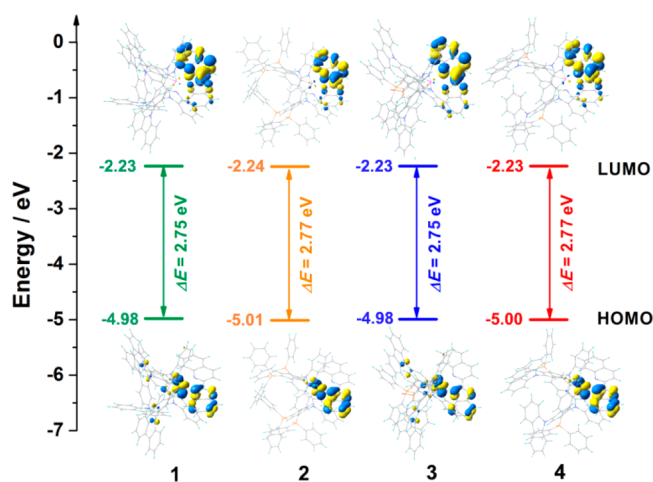 Energy / eV
0
-1
-2
-3
-4
-5
-6
-7
-2.23
-2.24
-2.23
-2.23
LUMO
ΔE = 2.75 eV
ΔE = 2.77 eV
ΔE = 2.75 eV
ΔE = 2.77 eV
-4.98
-5.01
-4.98
-5.00
HOMO
1
2
3
4